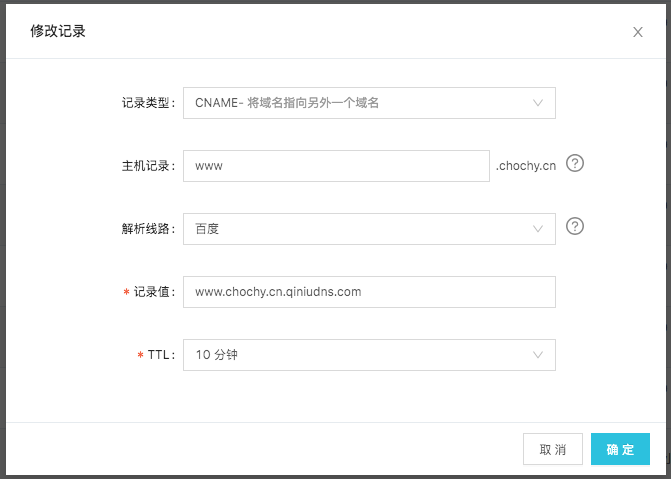 修改记录
记录类型：
CNAME- 将域名指向另外一个域名
主机记录：
www
.chochy.cn
?
解析线路：
百度
?
* 记录值：
www.chochy.cn.qiniudns.com
* TTL：
10 分钟
取 消
确 定